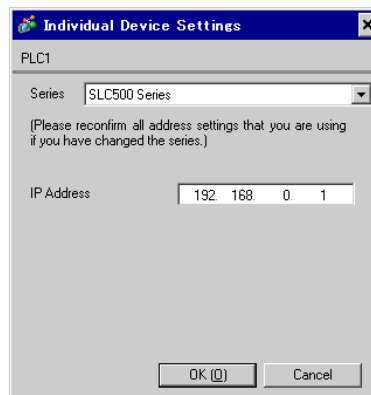 Individual Device Settings
PLC1
Series SLC500 Series
(Please reconfirm all address settings that you are using
if you have changed the series.)
IP Address 192. 168. 0. 1
OK (O) Cancel